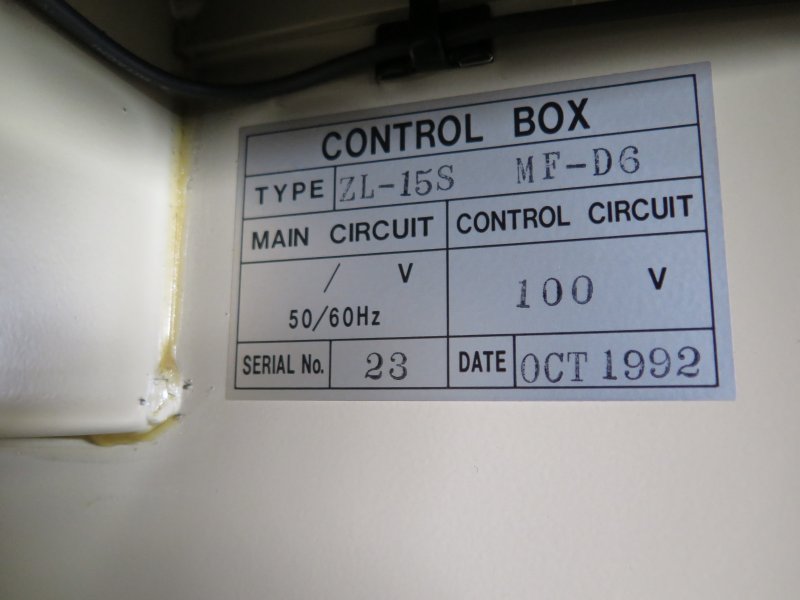 CONTROL BOX
TYPE ZL-15S MF-D6
MAIN CIRCUIT CONTROL CIRCUIT
/ V 100 V
50/60Hz
SERIAL No. 23 DATE OCT 1992